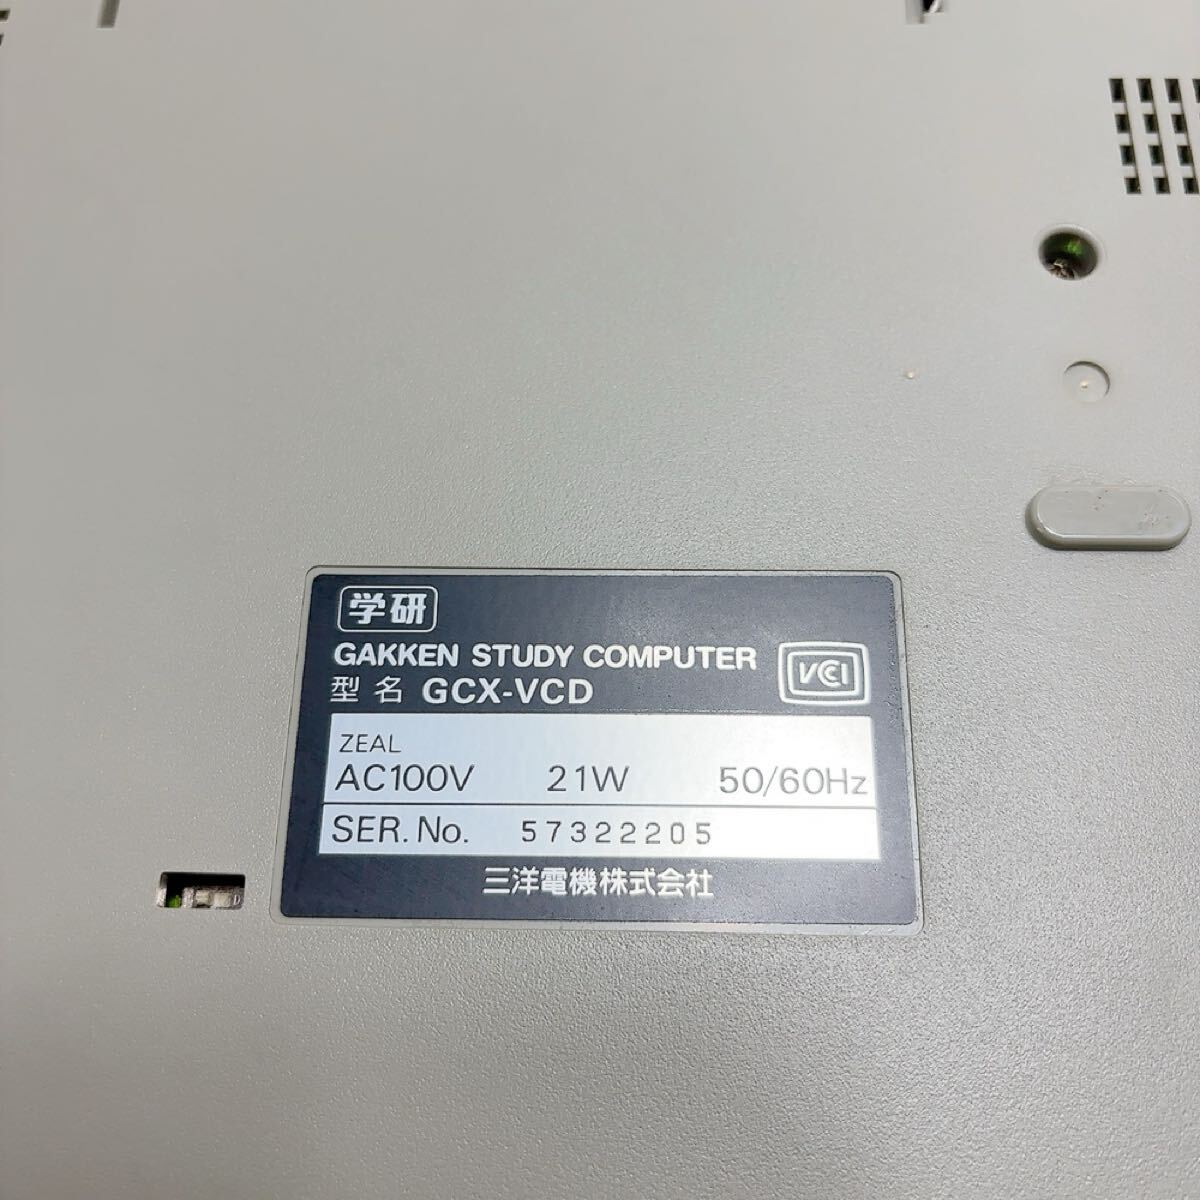 学研
GAKKEN STUDY COMPUTER
型名 GCX-VCD
VCCI
ZEAL
AC100V 21W 50/60Hz
SER. No. 57322205
三洋電機株式会社